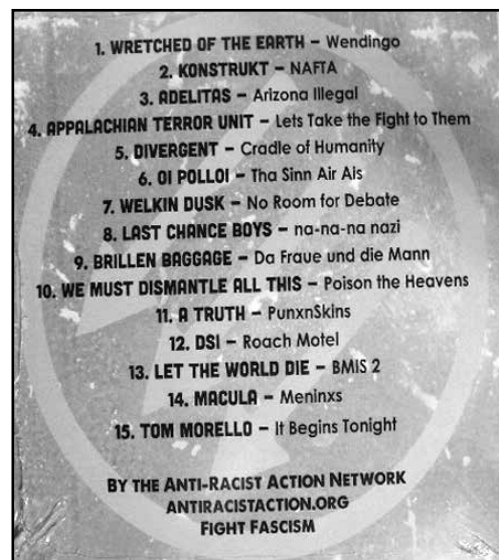 1. WRETCHED OF THE EARTH – Wendingo
2. KONSTRUKT – NAFTA
3. ADELITAS – Arizona Illegal
4. APPALACHIAN TERROR UNIT – Lets Take the Fight to Them
5. DIVERGENT – Cradle of Humanity
6. OI POLLOI – Tha Sinn Air Ais
7. WELKIN DUSK – No Room for Debate
8. LAST CHANCE BOYS – na-na-na nazi
9. BRILLEN BAGGAGE – Da Fraue und die Mann
10. WE MUST DISMANTLE ALL THIS – Poison the Heavens
11. A TRUTH – PunxnSkins
12. DSI – Roach Motel
13. LET THE WORLD DIE – BMIS 2
14. MACULA – Meninxs
15. TOM MORELLO – It Begins Tonight
BY THE ANTI-RACIST ACTION NETWORK
ANTIRACISTACTION.ORG
FIGHT FASCISM